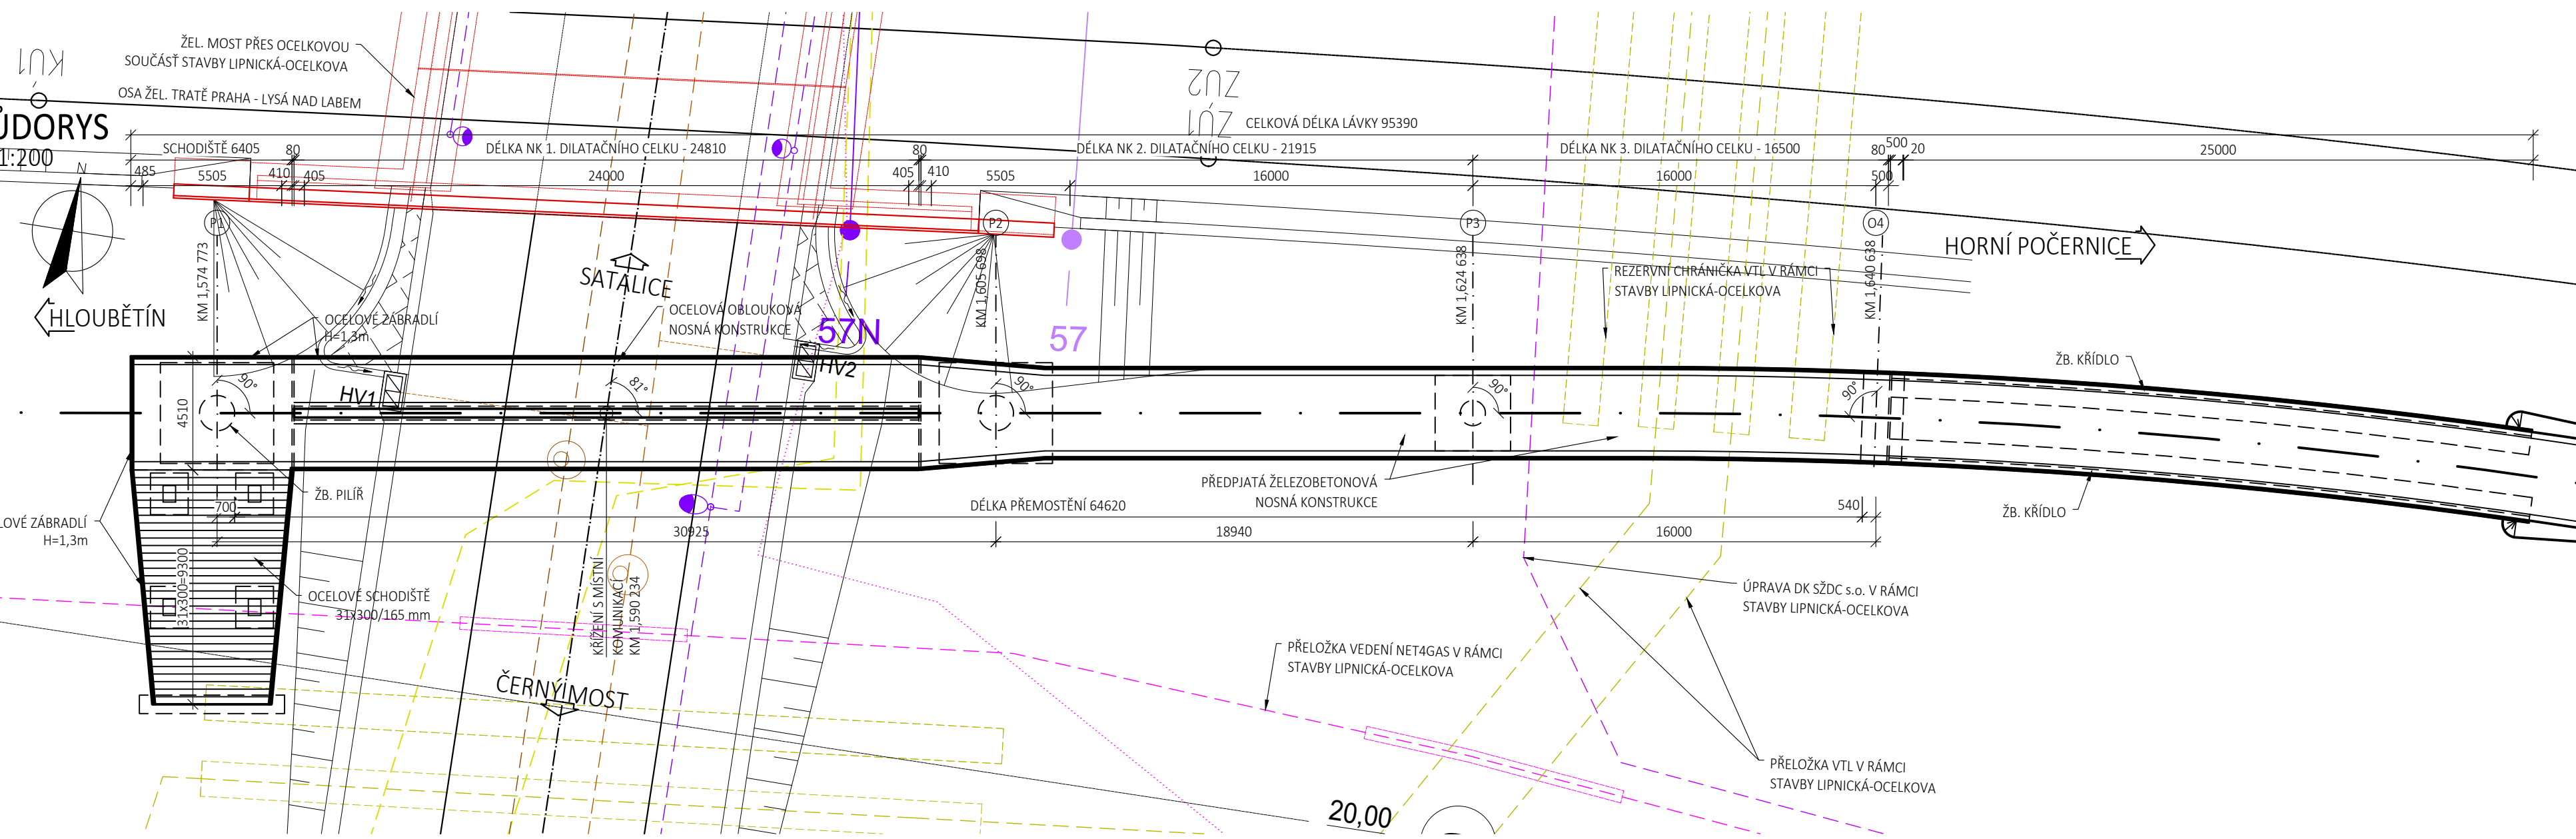 KÚ1
ŽEL. MOST PŘES OCELKOVOU
SOUČÁSŤ STAVBY LIPNICKÁ-OCELKOVA
OSA ŽEL. TRATĚ PRAHA - LYSÁ NAD LABEM
ŮDORYS
1:200
N
HLOUBĚTÍN
ZÚ2
ZÚ1
CELKOVÁ DÉLKA LÁVKY 95390
SCHODIŠTĚ 6405
80
DÉLKA NK 1. DILATAČNÍHO CELKU - 24810
80
DÉLKA NK 2. DILATAČNÍHO CELKU - 21915
DÉLKA NK 3. DILATAČNÍHO CELKU - 16500
80
500
20
25000
485
5505
410
405
24000
405
410
5505
16000
16000
500
P1
P2
P3
O4
KM 1,574 773
KM 1,605 698
KM 1,624 638
KM 1,640 638
HORNÍ POČERNICE
SATALICE
REZERVNÍ CHRÁNIČKA VTL V RÁMCI
STAVBY LIPNICKÁ-OCELKOVA
OCELOVÉ ZÁBRADLÍ
H=1,3m
OCELOVÁ OBLOUKOVÁ
NOSNÁ KONSTRUKCE
57N
57
HV1
HV2
90°
81°
90°
90°
90°
4510
ŽB. KŘÍDLO
ŽB. PILÍŘ
PŘEDPJATÁ ŽELEZOBETONOVÁ
NOSNÁ KONSTRUKCE
ŽB. KŘÍDLO
700
DÉLKA PŘEMOSTĚNÍ 64620
540
30925
18940
16000
LOVÉ ZÁBRADLÍ
H=1,3m
31x300=9300
OCELOVÉ SCHODIŠTĚ
31x300/165 mm
KŘÍŽENÍ S MÍSTNÍ
KOMUNIKACÍ
KM 1,590 234
ÚPRAVA DK SŽDC s.o. V RÁMCI
STAVBY LIPNICKÁ-OCELKOVA
PŘELOŽKA VEDENÍ NET4GAS V RÁMCI
STAVBY LIPNICKÁ-OCELKOVA
ČERNÝ MOST
PŘELOŽKA VTL V RÁMCI
STAVBY LIPNICKÁ-OCELKOVA
20,00